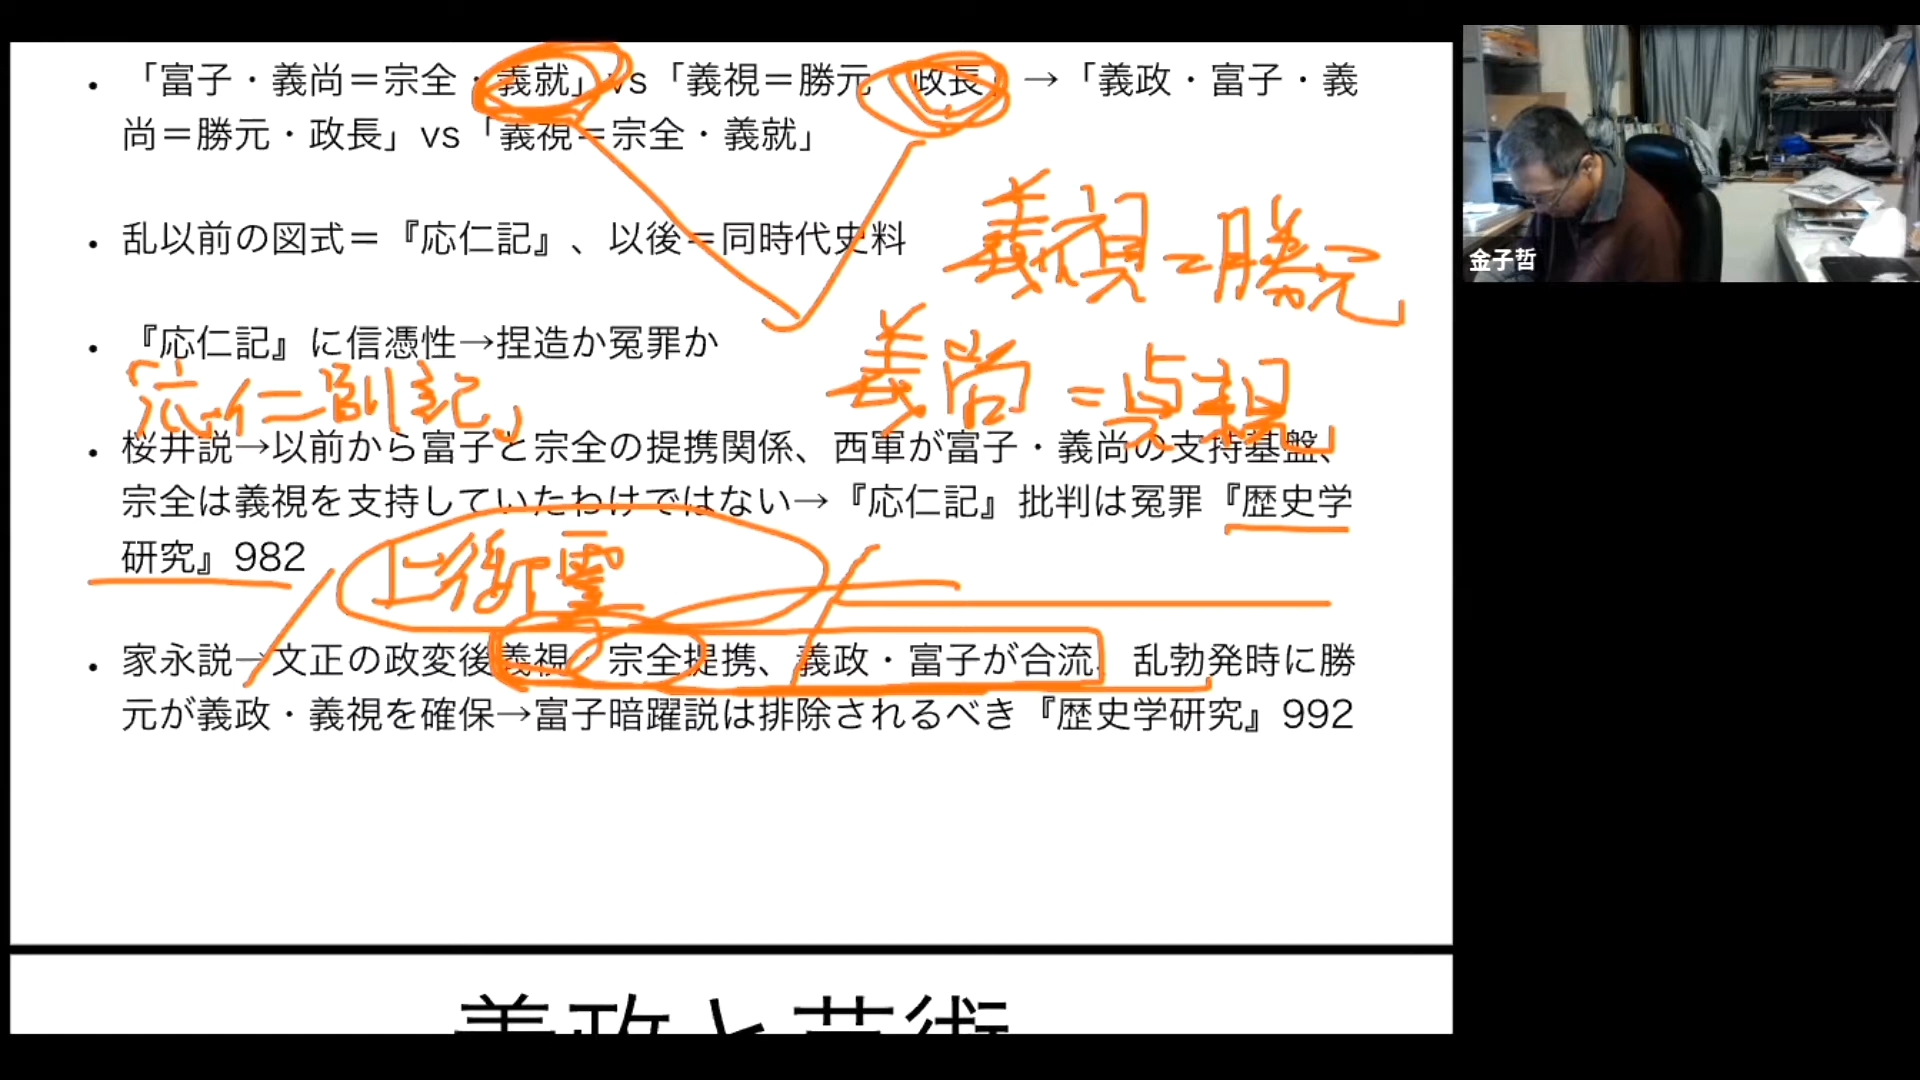 ・「富子・義尚＝宗全・義就」vs「義視＝勝元・政長」→「義政・富子・義
尚＝勝元・政長」vs「義視＝宗全・義就」
義視＝勝元
・乱以前の図式＝『応仁記』、以後＝同時代史料
義尚＝貞親
・『応仁記』に信憑性→捏造か冤罪か
「応仁別記」
・桜井説→以前から富子と宗全の提携関係、西軍が富子・義尚の支持基盤、
宗全は義視を支持していたわけではない→『応仁記』批判は冤罪『歴史学
研究』982
上御霊
・家永説→文正の政変後義視・宗全提携、義政・富子が合流、乱勃発時に勝
元が義政・義視を確保→富子暗躍説は排除されるべき『歴史学研究』992
義政と芸術
金子哲